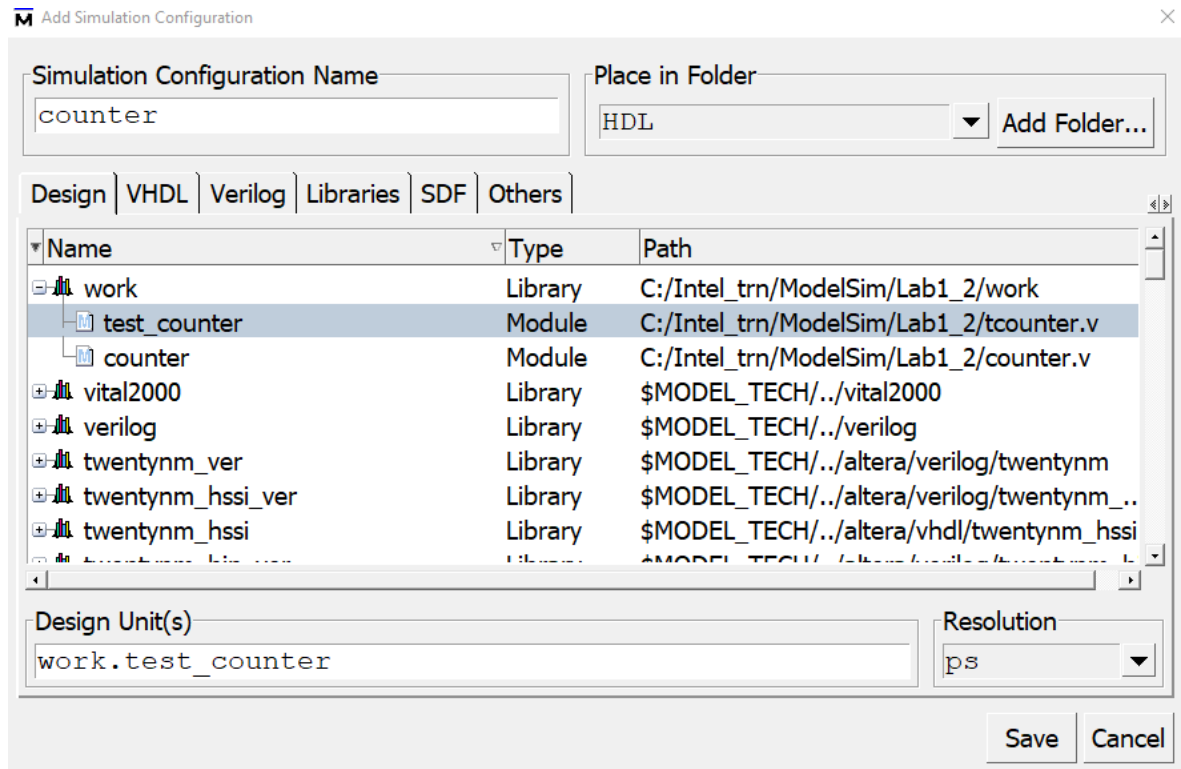 Add Simulation Configuration
Simulation Configuration Name
counter
Place in Folder
HDL
Add Folder...
Design VHDL Verilog Libraries SDF Others
Name Type Path
work Library C:/Intel_trn/ModelSim/Lab1_2/work
test_counter Module C:/Intel_trn/ModelSim/Lab1_2/tcounter.v
counter Module C:/Intel_trn/ModelSim/Lab1_2/counter.v
vital2000 Library $MODEL_TECH/../vital2000
verilog Library $MODEL_TECH/../verilog
twentynm_ver Library $MODEL_TECH/../altera/verilog/twentynm
twentynm_hssi_ver Library $MODEL_TECH/../altera/verilog/twentynm_..
twentynm_hssi Library $MODEL_TECH/../altera/vhdl/twentynm_hssi
Design Unit(s)
work.test_counter
Resolution
ps
Save Cancel